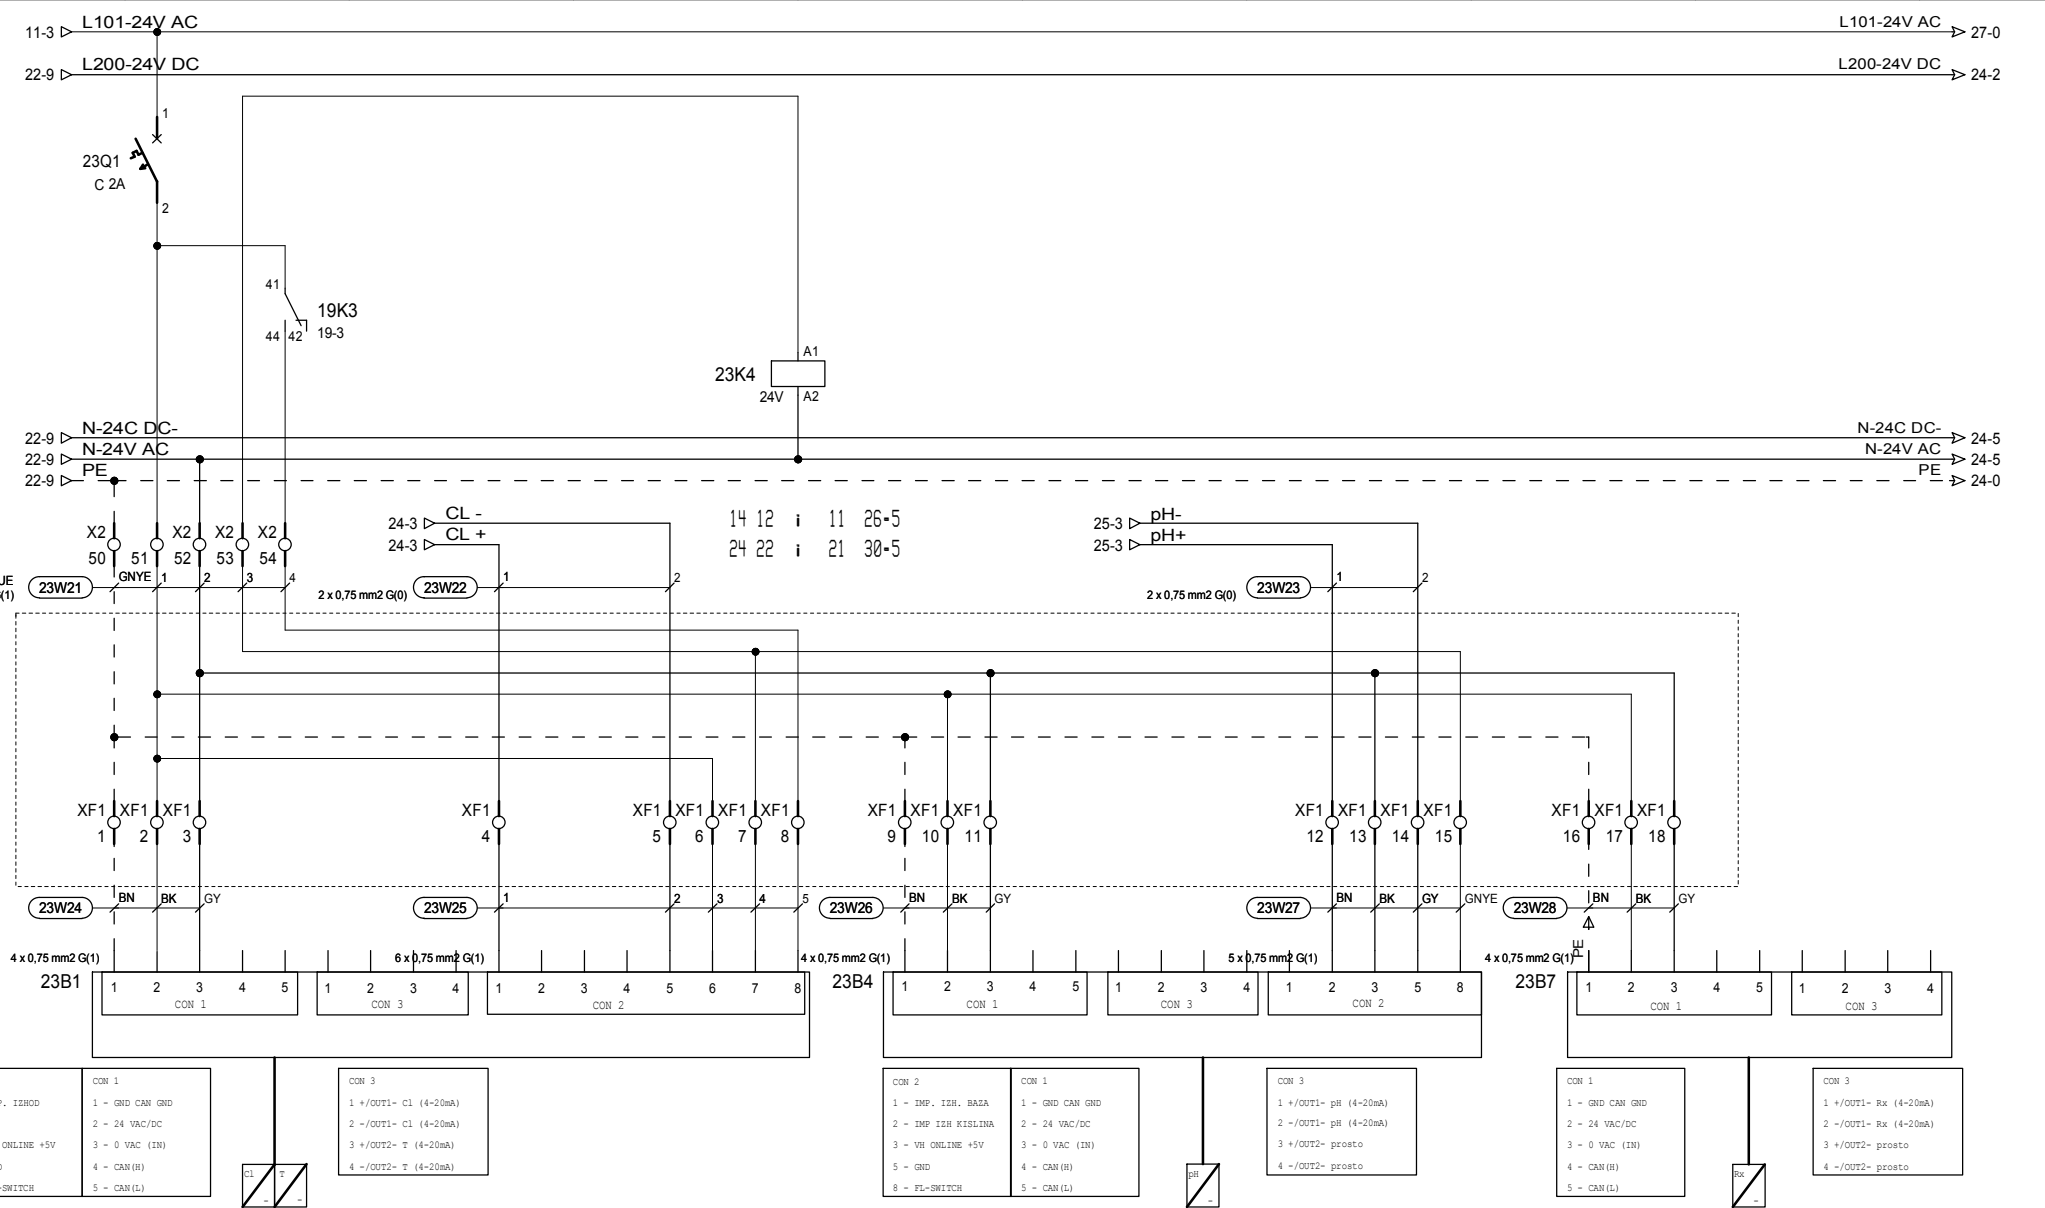 L101-24V AC
L101-24V AC
11-3
27-0
L200-24V DC
L200-24V DC
22-9
24-2
1
23Q1
C 2A
2
41
19K3
44 42
19-3
A1
23K4
24V
A2
N-24C DC-
N-24C DC-
22-9
24-5
N-24V AC
N-24V AC
22-9
24-5
PE
PE
22-9
24-0
X2 X2 X2 X2
50 51 52 53 54
CL -
24-3
CL +
24-3
14 12 i 11 26-5
24 22 i 21 30-5
pH-
25-3
pH+
25-3
23W21 GNYE 1 2 3 4
2 x 0,75 mm2 G(0) 23W22 1 2
2 x 0,75 mm2 G(0) 23W23 1 2
XF1 XF1 XF1 XF1 XF1 XF1 XF1 XF1 XF1 XF1 XF1 XF1 XF1 XF1 XF1 XF1 XF1 XF1
1 2 3 4 5 6 7 8 9 10 11 12 13 14 15 16 17 18
23W24 BN BK GY
23W25 1 2 3 4 5
23W26 BN BK GY
23W27 BN BK GY GNYE
23W28 BN BK GY
PE
4 x 0,75 mm2 G(1)
6 x 0,75 mm2 G(1)
4 x 0,75 mm2 G(1)
5 x 0,75 mm2 G(1)
4 x 0,75 mm2 G(1)
23B1
1 2 3 4 5
CON 1
1 2 3 4
CON 3
1 2 3 4 5 6 7 8
CON 2
23B4
1 2 3 4 5
CON 1
1 2 3 4
CON 3
1 2 3 5 8
CON 2
23B7
1 2 3 4 5
CON 1
1 2 3 4
CON 3
IZHOD
ONLINE +5V
SWITCH
CON 1
1 - GND CAN GND
2 - 24 VAC/DC
3 - 0 VAC (IN)
4 - CAN(H)
5 - CAN(L)
Cl
T
CON 3
1 +/OUT1- Cl (4-20mA)
2 -/OUT1- Cl (4-20mA)
3 +/OUT2- T (4-20mA)
4 -/OUT2- T (4-20mA)
CON 2
1 - IMP. IZH. BAZA
2 - IMP IZH KISLINA
3 - VH ONLINE +5V
5 - GND
8 - FL-SWITCH
CON 1
1 - GND CAN GND
2 - 24 VAC/DC
3 - 0 VAC (IN)
4 - CAN(H)
5 - CAN(L)
pH
CON 3
1 +/OUT1- pH (4-20mA)
2 -/OUT1- pH (4-20mA)
3 +/OUT2- prosto
4 -/OUT2- prosto
CON 1
1 - GND CAN GND
2 - 24 VAC/DC
3 - 0 VAC (IN)
4 - CAN(H)
5 - CAN(L)
Rx
CON 3
1 +/OUT1- Rx (4-20mA)
2 -/OUT1- Rx (4-20mA)
3 +/OUT2- prosto
4 -/OUT2- prosto